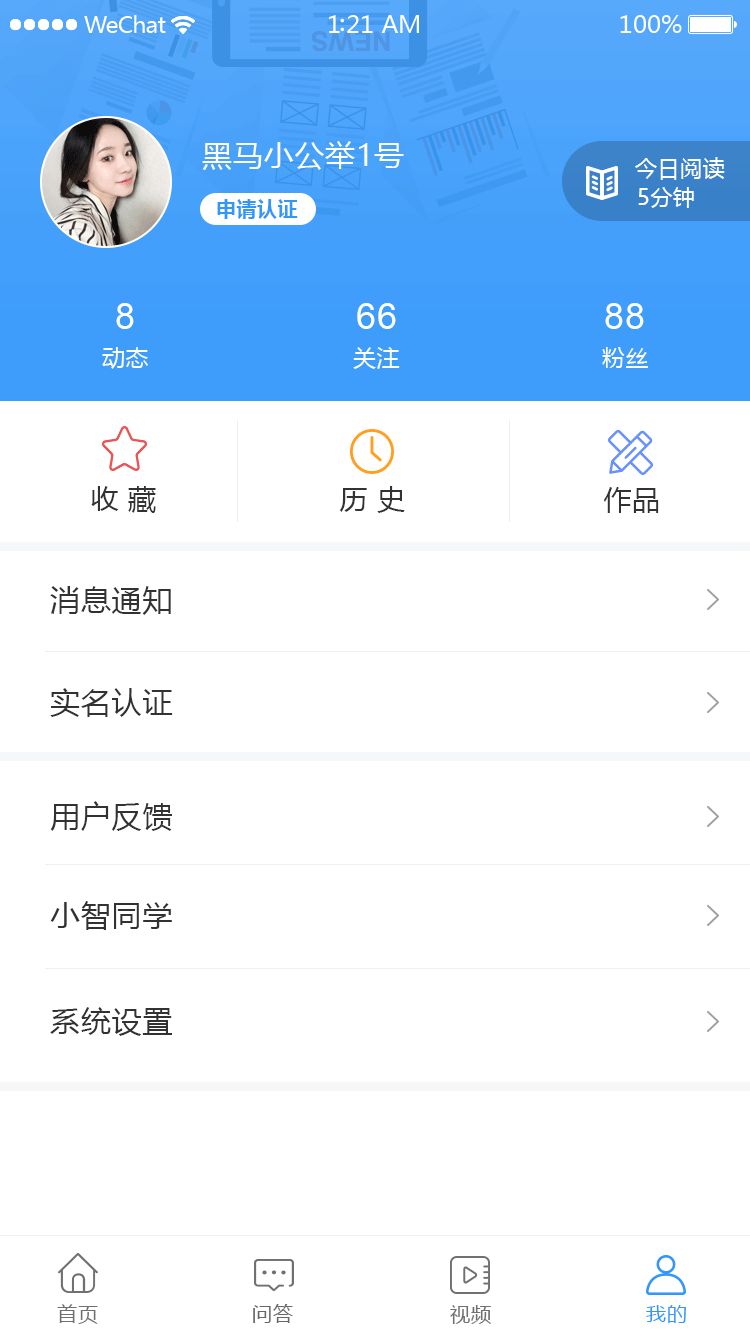 WeChat 1:21 AM 100%
NEWS
黑马小公举1号
申请认证
今日阅读
5分钟
8 66 88
动态 关注 粉丝
收 藏 历 史 作品
消息通知
实名认证
用户反馈
小智同学
系统设置
首页 问答 视频 我的